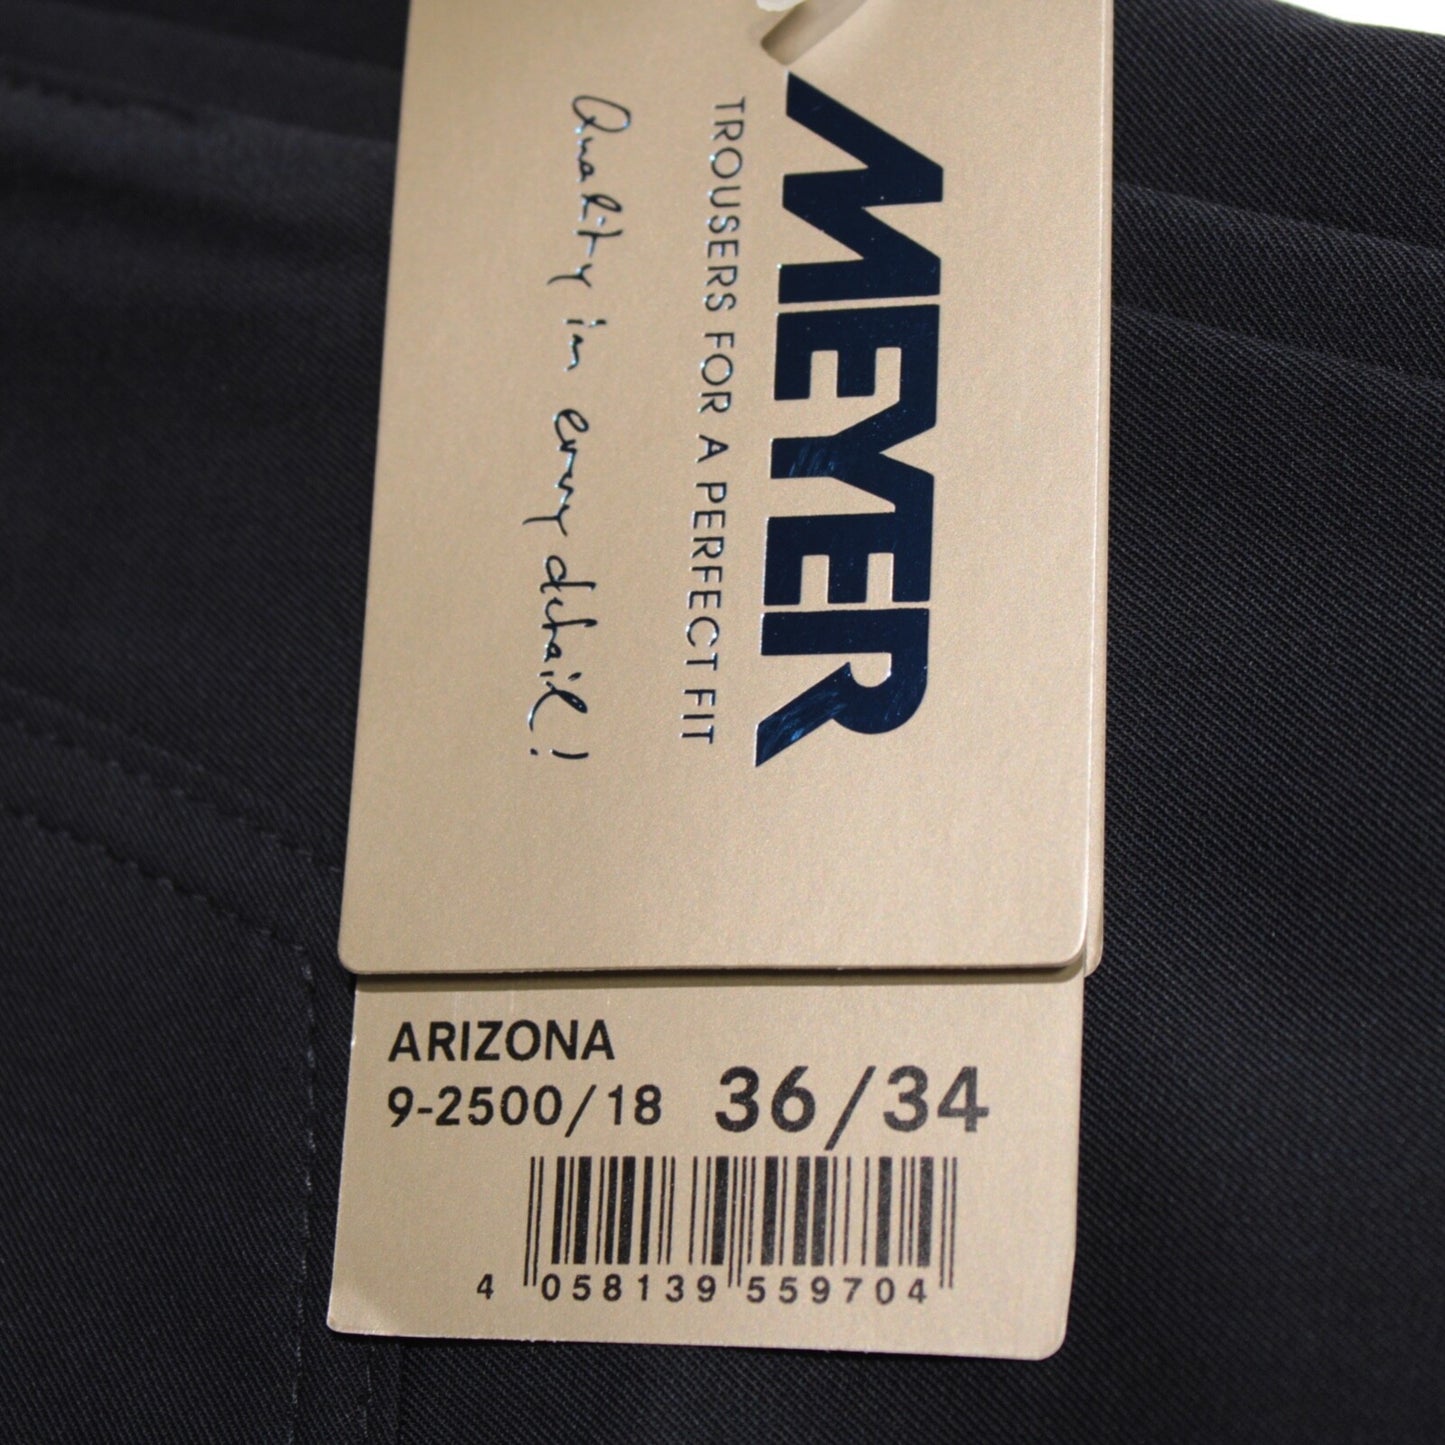 MEYER
TROUSERS FOR A PERFECT FIT
Quality in every detail!
ARIZONA
9-2500/18 36/34
4 058139 559704